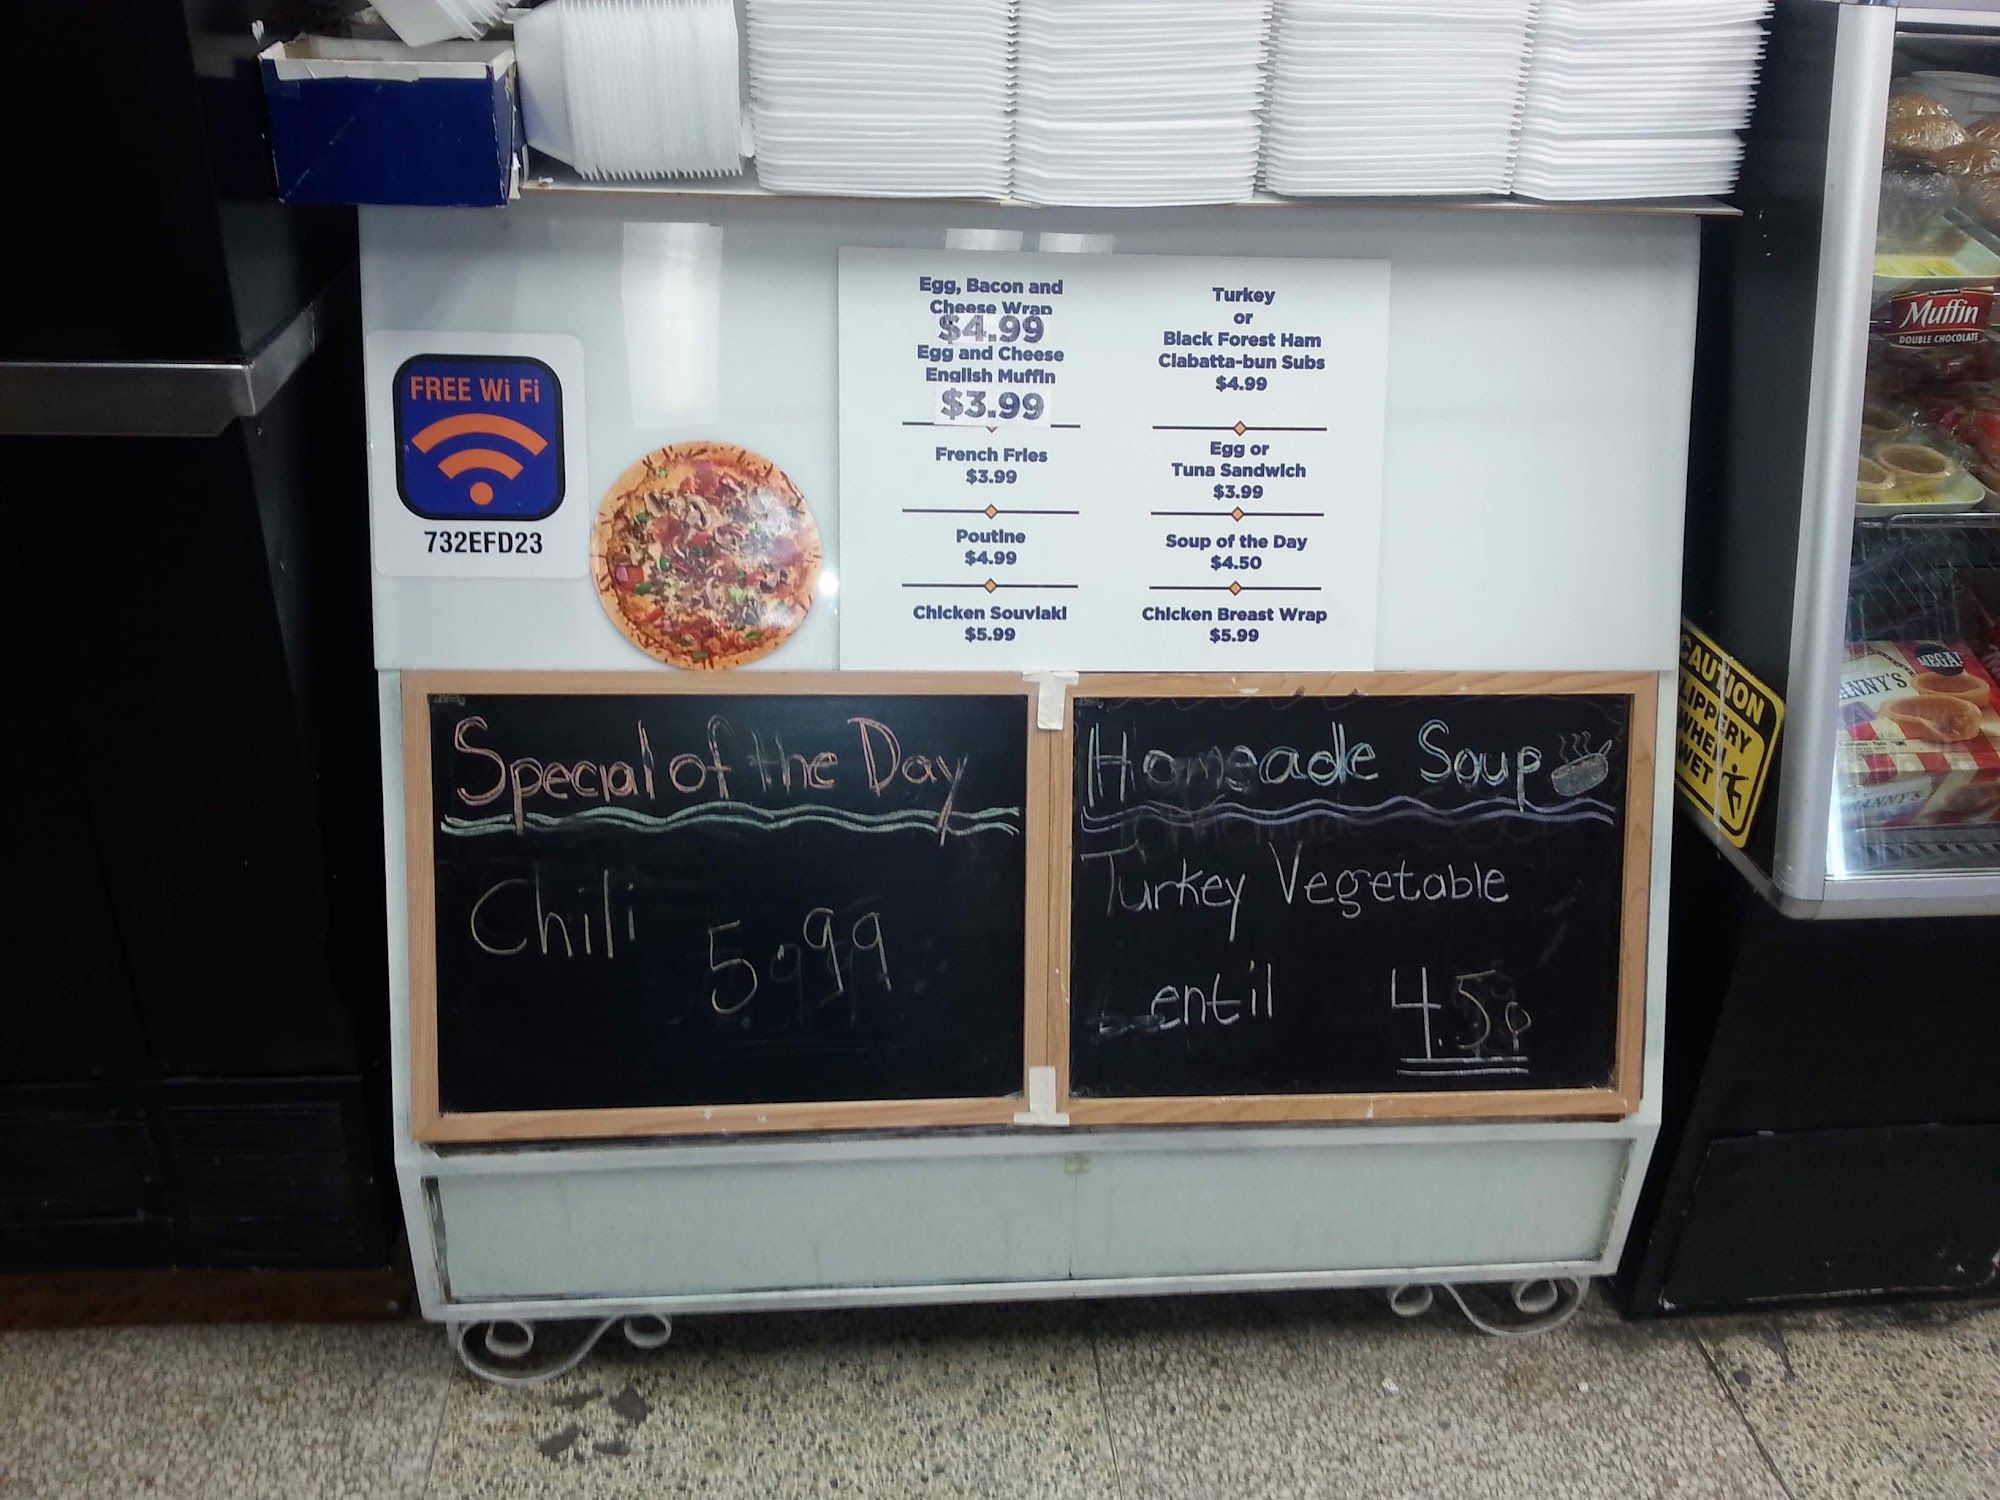 FREE Wi Fi
732EFD23
Egg, Bacon and
Cheese Wrap
$4.99
Egg and Cheese
English Muffin
$3.99
French Fries
$3.99
Poutine
$4.99
Chicken Souvlaki
$5.99
Turkey
or
Black Forest Ham
Ciabatta-bun Subs
$4.99
Egg or
Tuna Sandwich
$3.99
Soup of the Day
$4.50
Chicken Breast Wrap
$5.99
Special of the Day
Chili 5.99
Homeade Soup
Turkey Vegetable
Lentil 4.50
CAUTION
SLIPPERY
WHEN
WET
Muffin
DOUBLE CHOCOLATE
MEGA!
ANNY'S